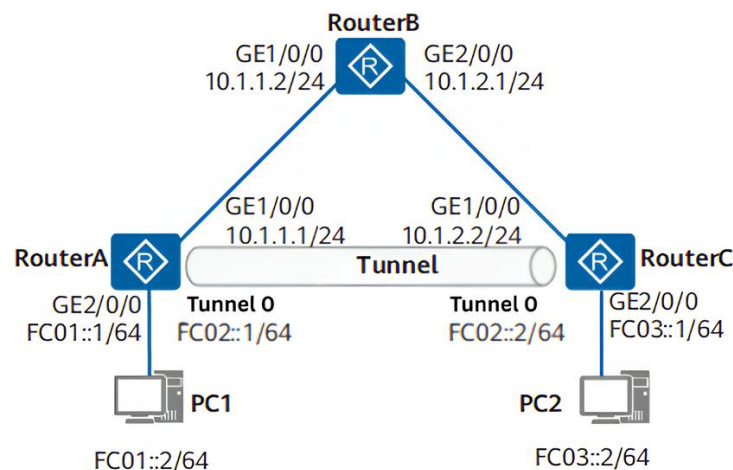 RouterB
GE1/0/0
10.1.1.2/24
GE2/0/0
10.1.2.1/24
R
GE1/0/0
10.1.1.1/24
GE1/0/0
10.1.2.2/24
RouterA
R
Tunnel
R
RouterC
GE2/0/0
FC01::1/64
Tunnel 0
FC02::1/64
Tunnel 0
FC02::2/64
GE2/0/0
FC03::1/64
PC1
PC2
FC01::2/64
FC03::2/64